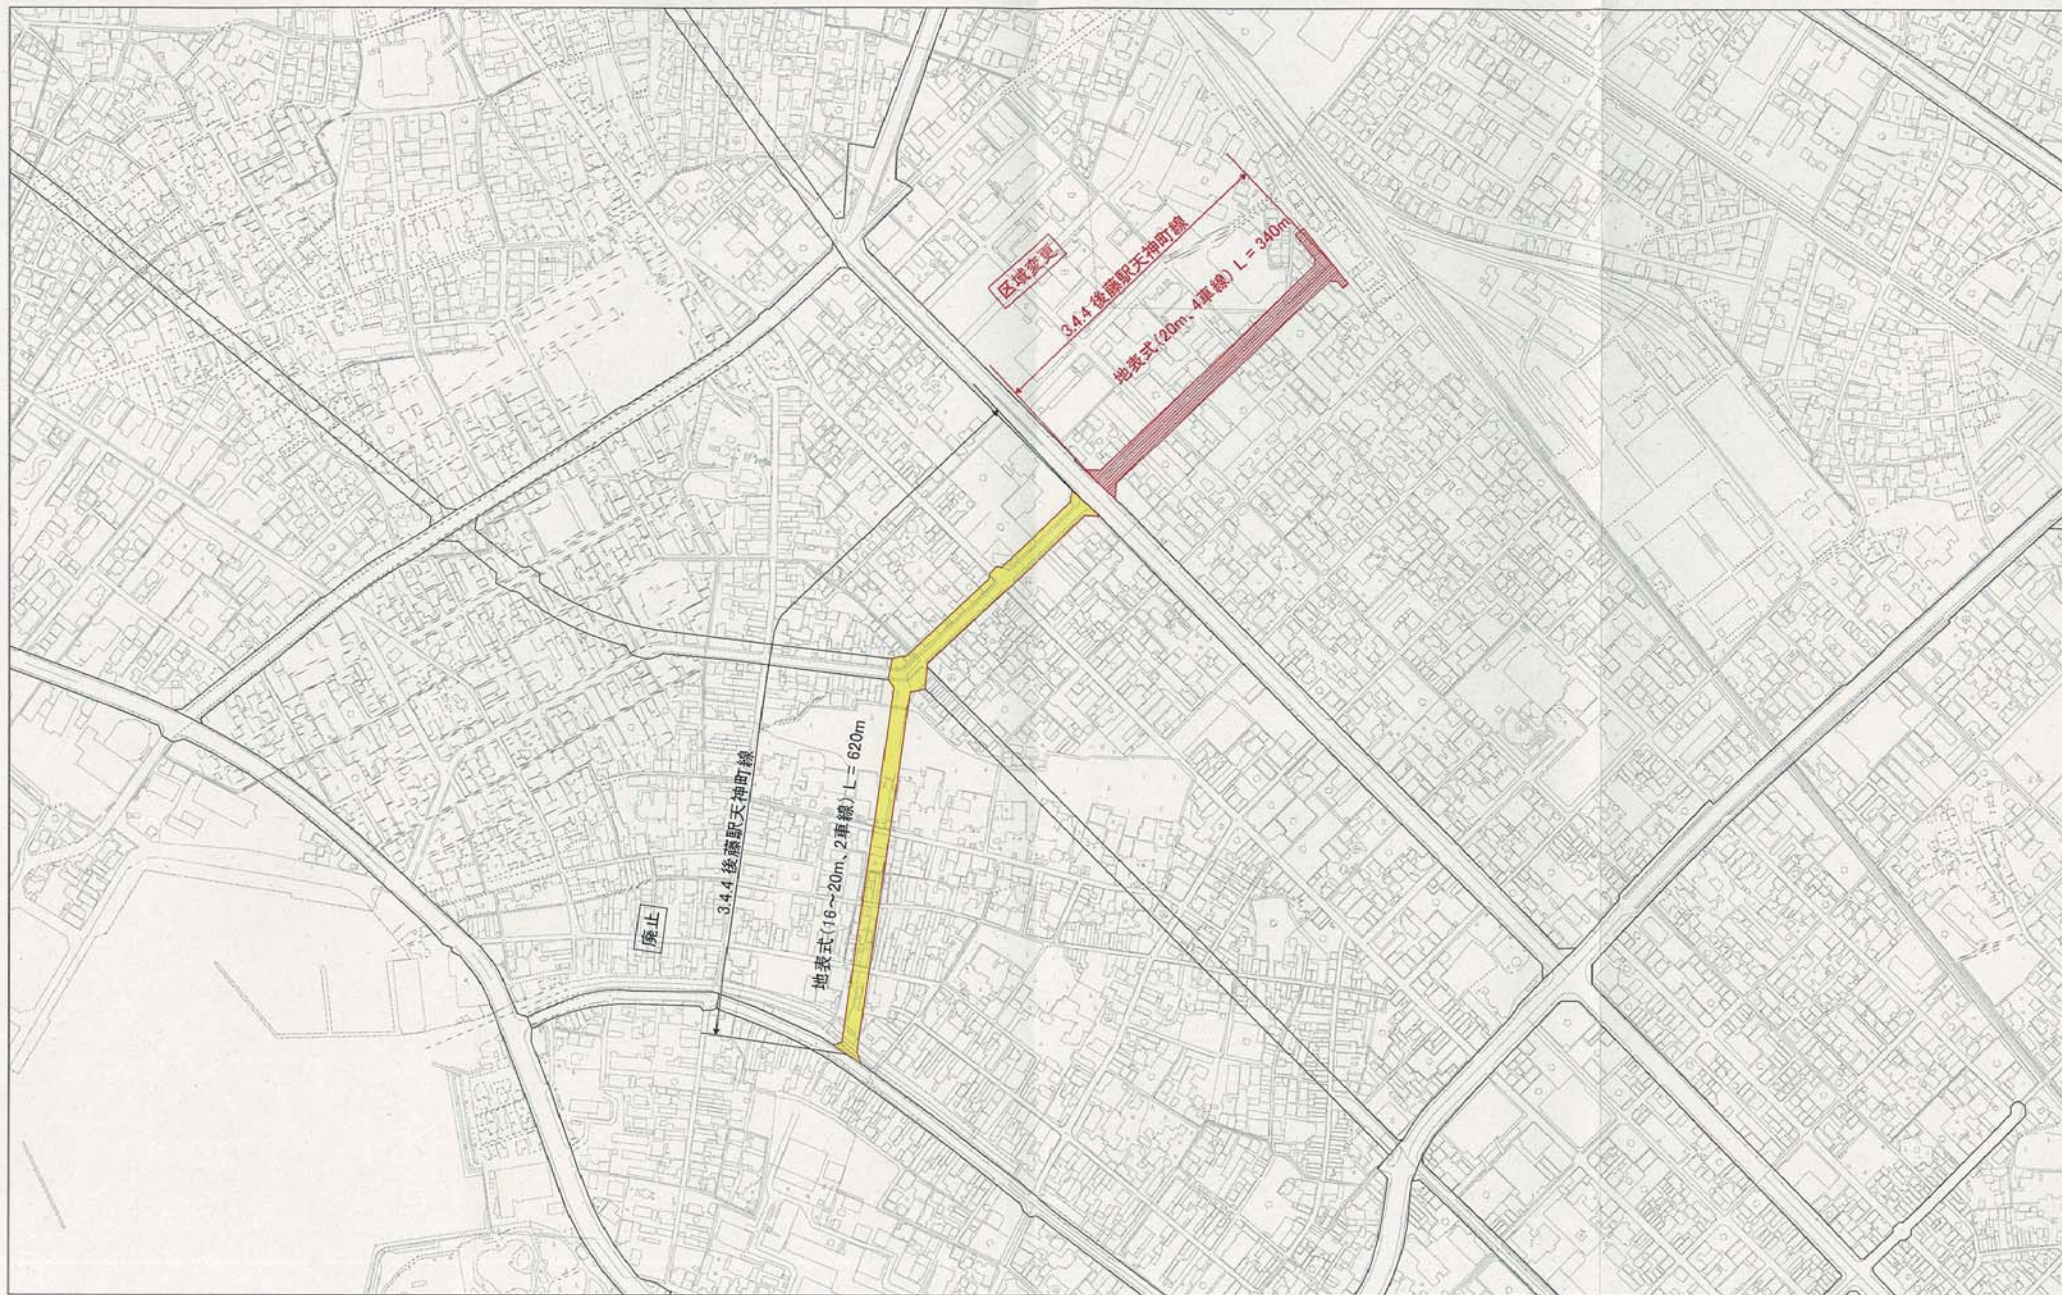 区域変更
3.4.4 後藤駅天神町線
地表式(20m、4車線) L = 340m
廃止
3.4.4 後藤駅天神町線
地表式(16～20m、2車線) L = 620m